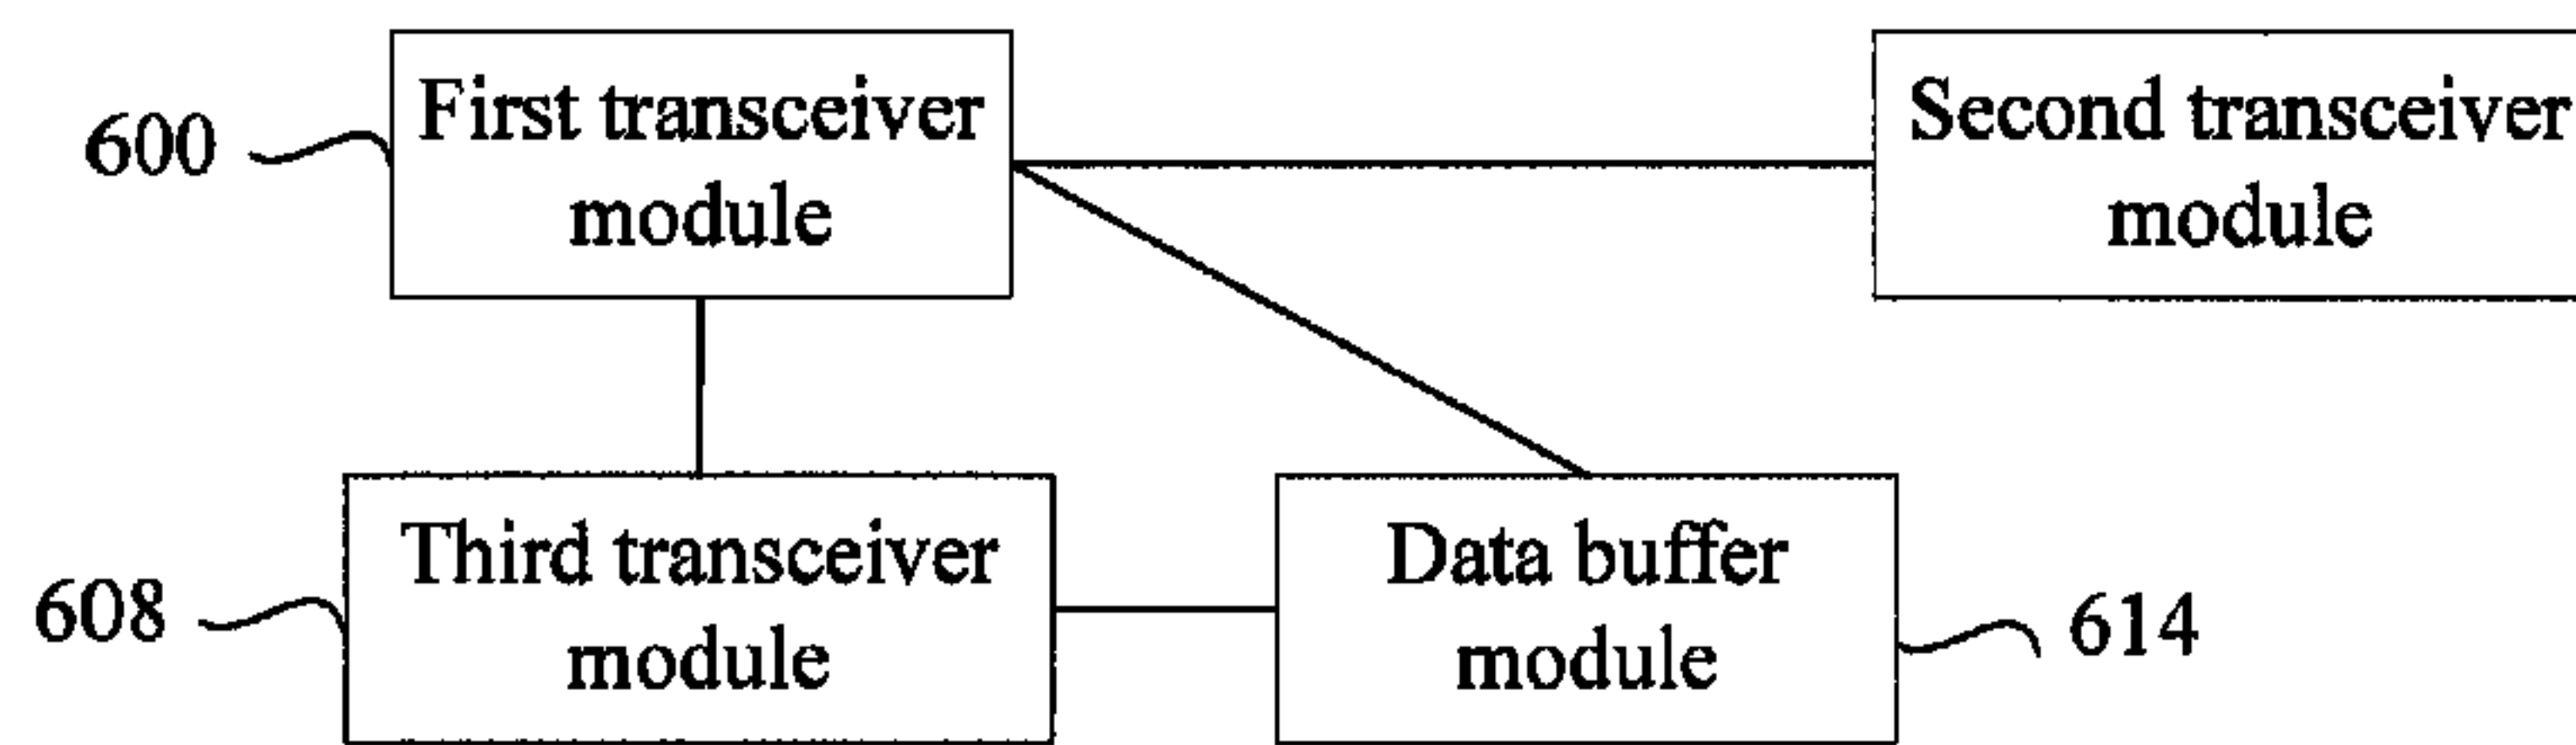 600
First transceiver
module
Second transceiver
module
608
Third transceiver
module
Data buffer
module
614